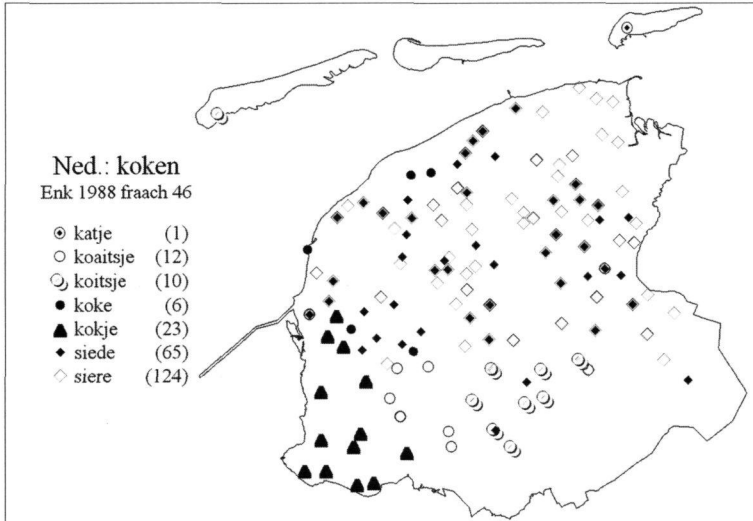 Ned.: koken
Enk 1988 fraach 46
katje (1)
koaitsje (12)
koitsje (10)
koke (6)
kokje (23)
siede (65)
siere (124)